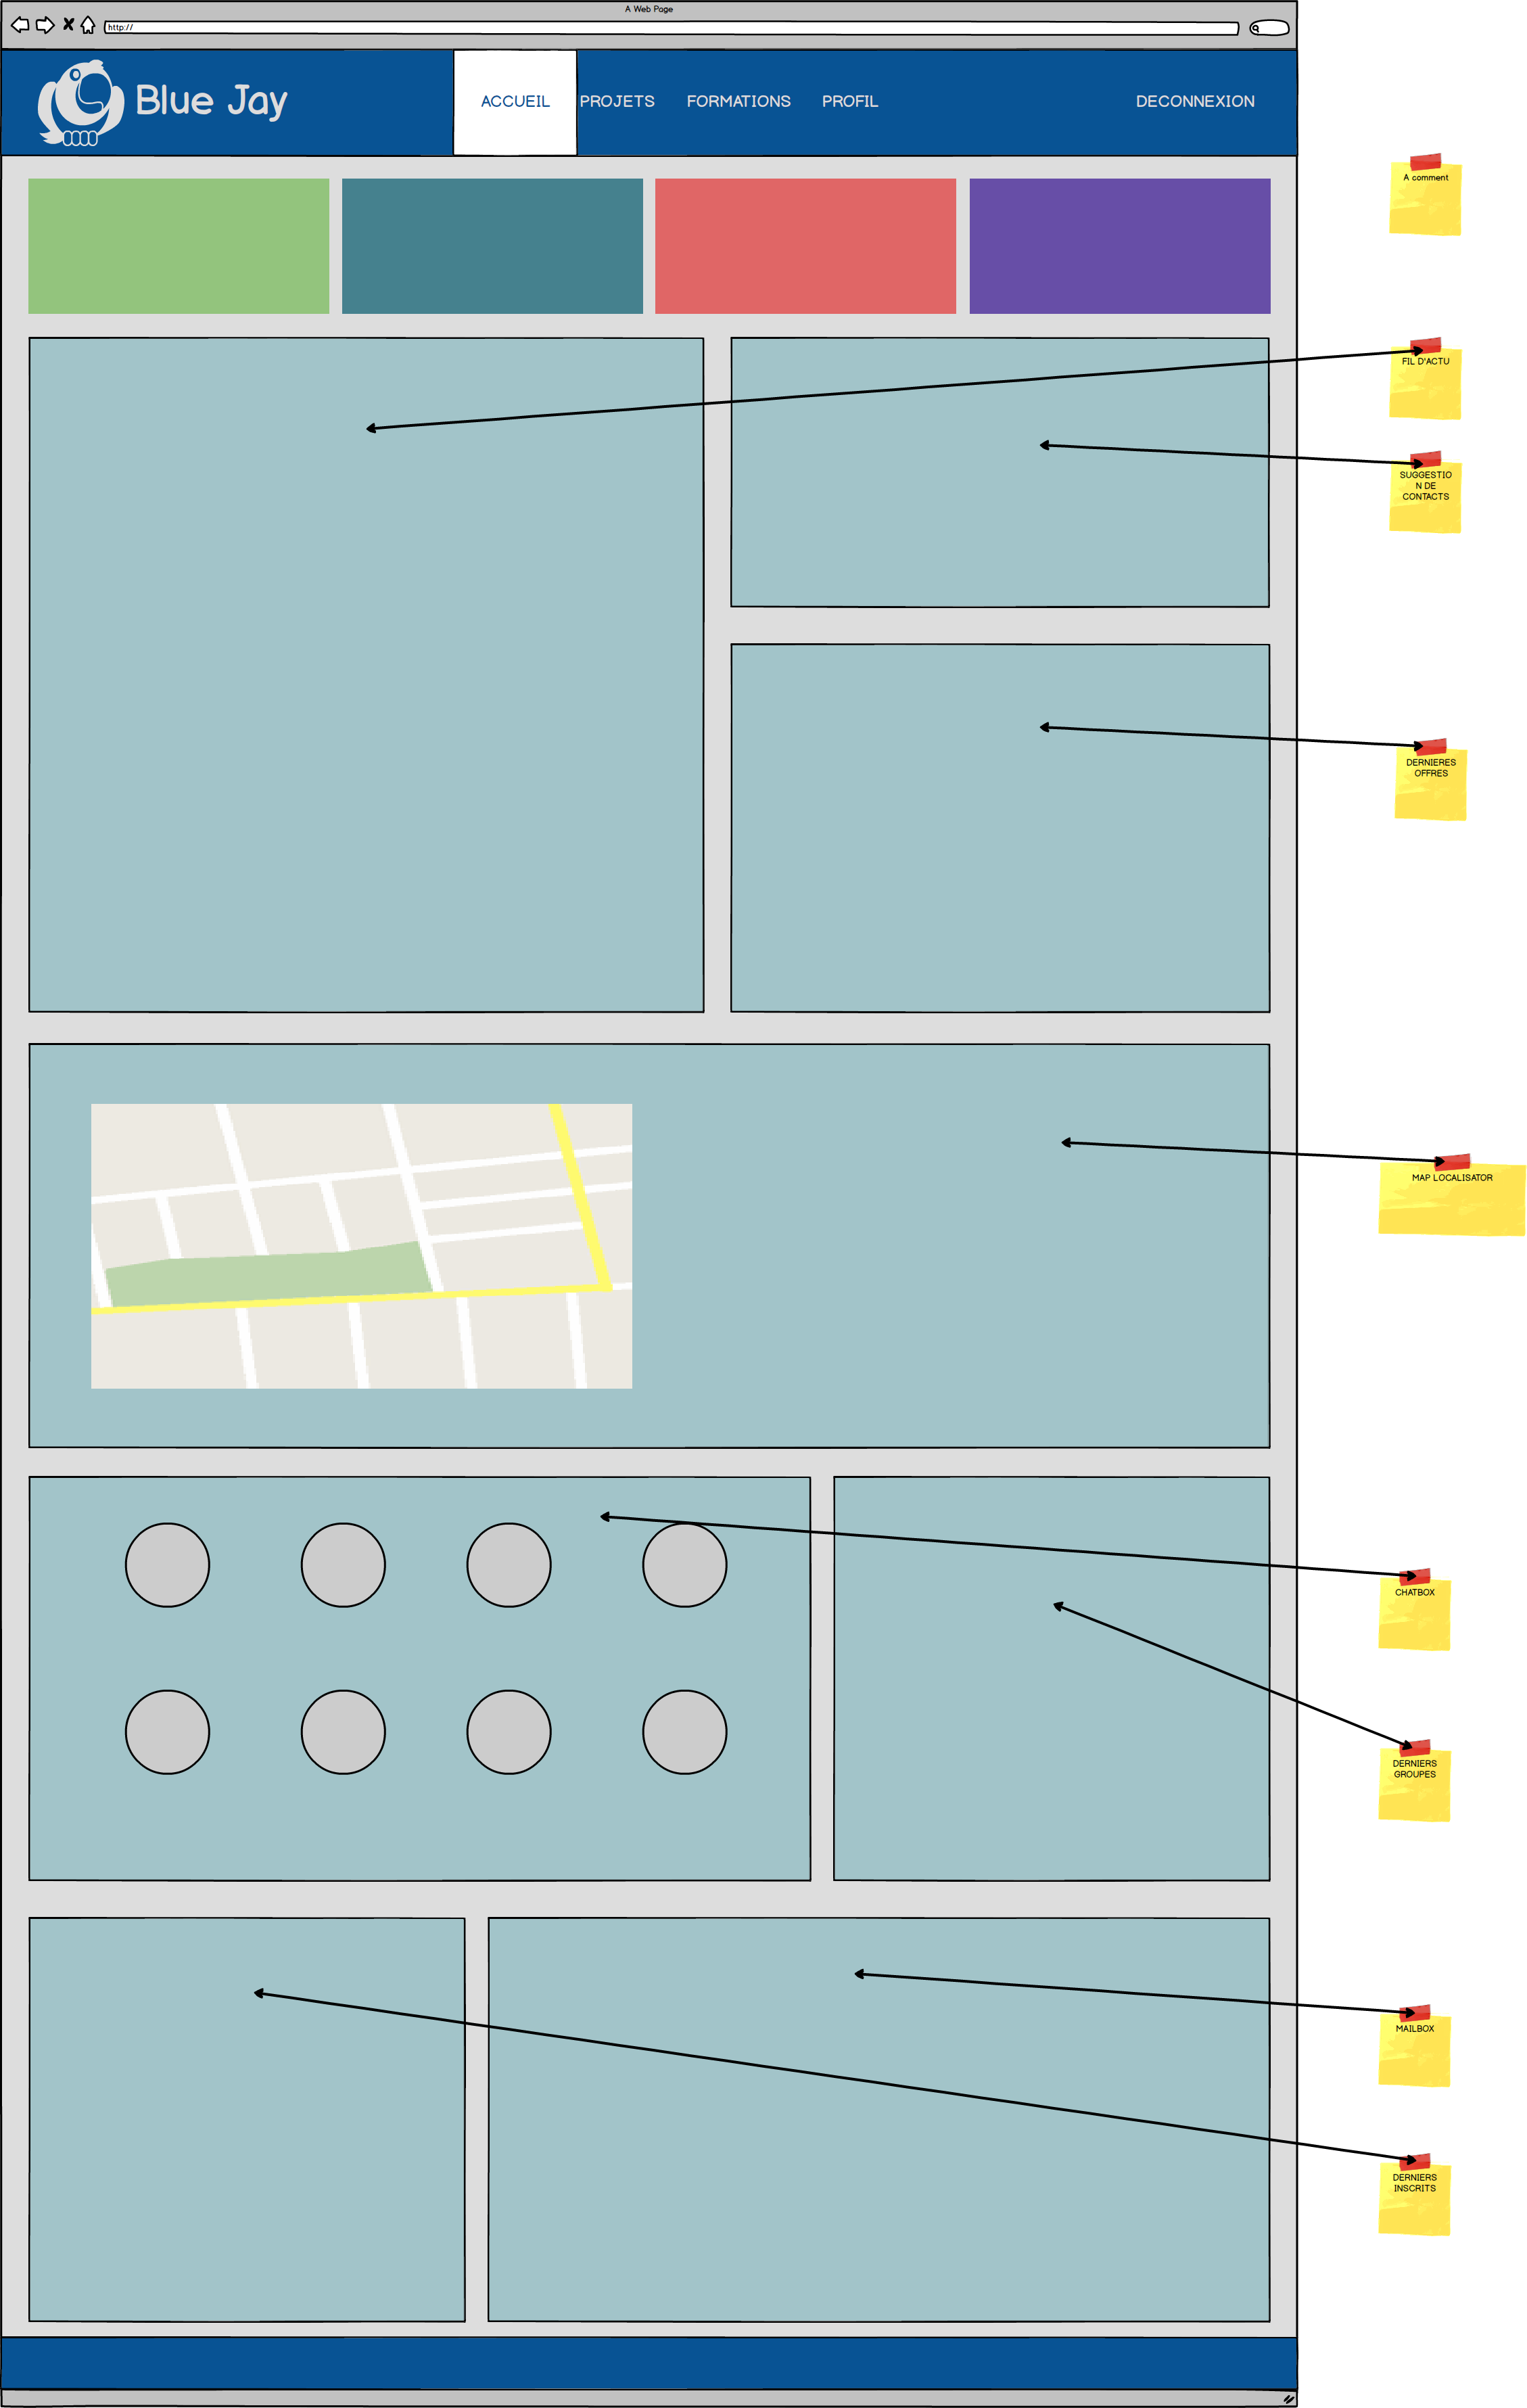 A Web Page
http://
Blue Jay
ACCUEIL
PROJETS
FORMATIONS
PROFIL
DECONNEXION
A comment
FIL D'ACTU
SUGGESTIO
N DE
CONTACTS
DERNIERES
OFFRES
MAP LOCALISATOR
CHATBOX
DERNIERS
GROUPES
MAILBOX
DERNIERS
INSCRITS